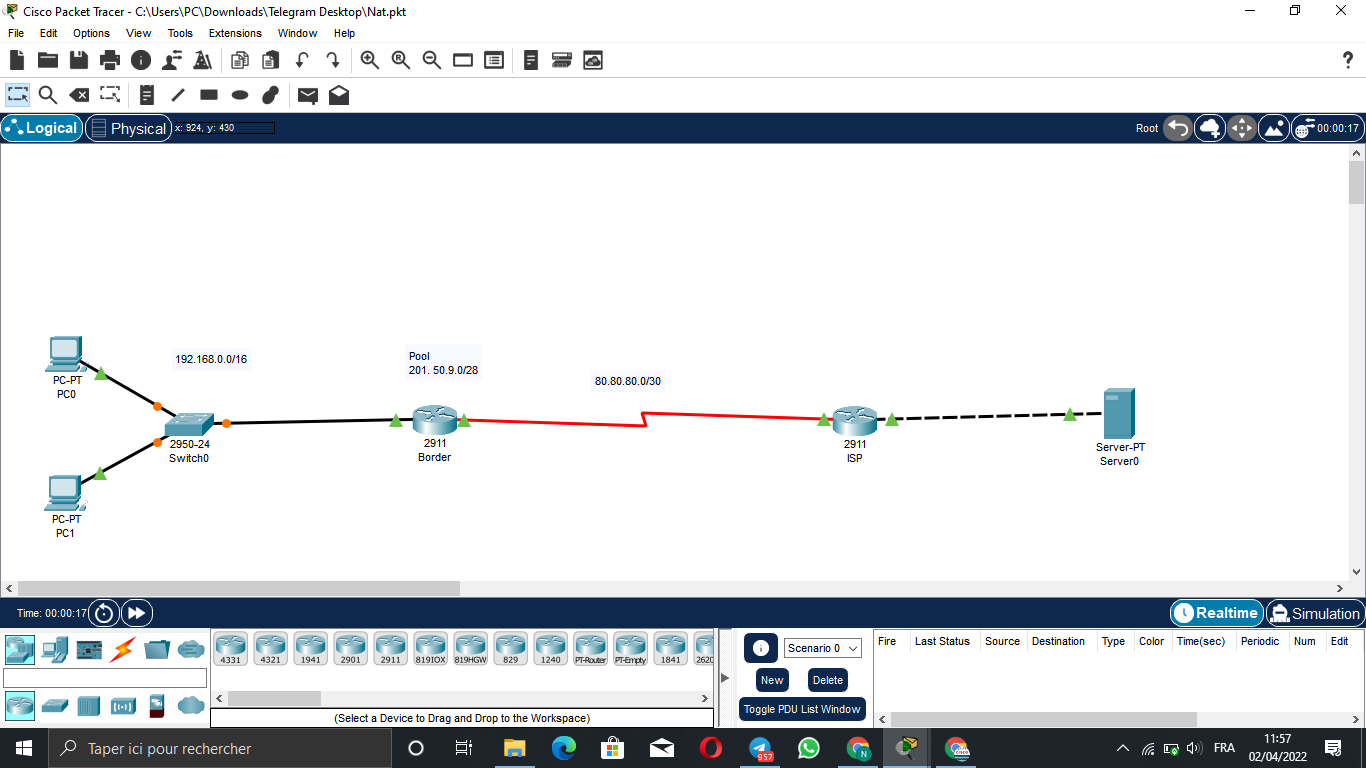 Cisco Packet Tracer - C:\Users\PC\Downloads\Telegram Desktop\Nat.pkt
File Edit Options View Tools Extensions Window Help
Logical Physical x: 924, y: 430 Root 00:00:17
192.168.0.0/16
Pool
201. 50.9.0/28
80.80.80.0/30
PC-PT
PC0
2950-24
Switch0
2911
Border
2911
ISP
Server-PT
Server0
PC-PT
PC1
Time: 00:00:17 Realtime Simulation
4331 4321 1941 2901 2911 819IOX 819HGW 829 1240 PT-Router PT-Empty 1841 2620
(Select a Device to Drag and Drop to the Workspace)
Scenario 0
New Delete
Toggle PDU List Window
Fire Last Status Source Destination Type Color Time(sec) Periodic Num Edit
Taper ici pour rechercher
957
FRA
11:57
02/04/2022